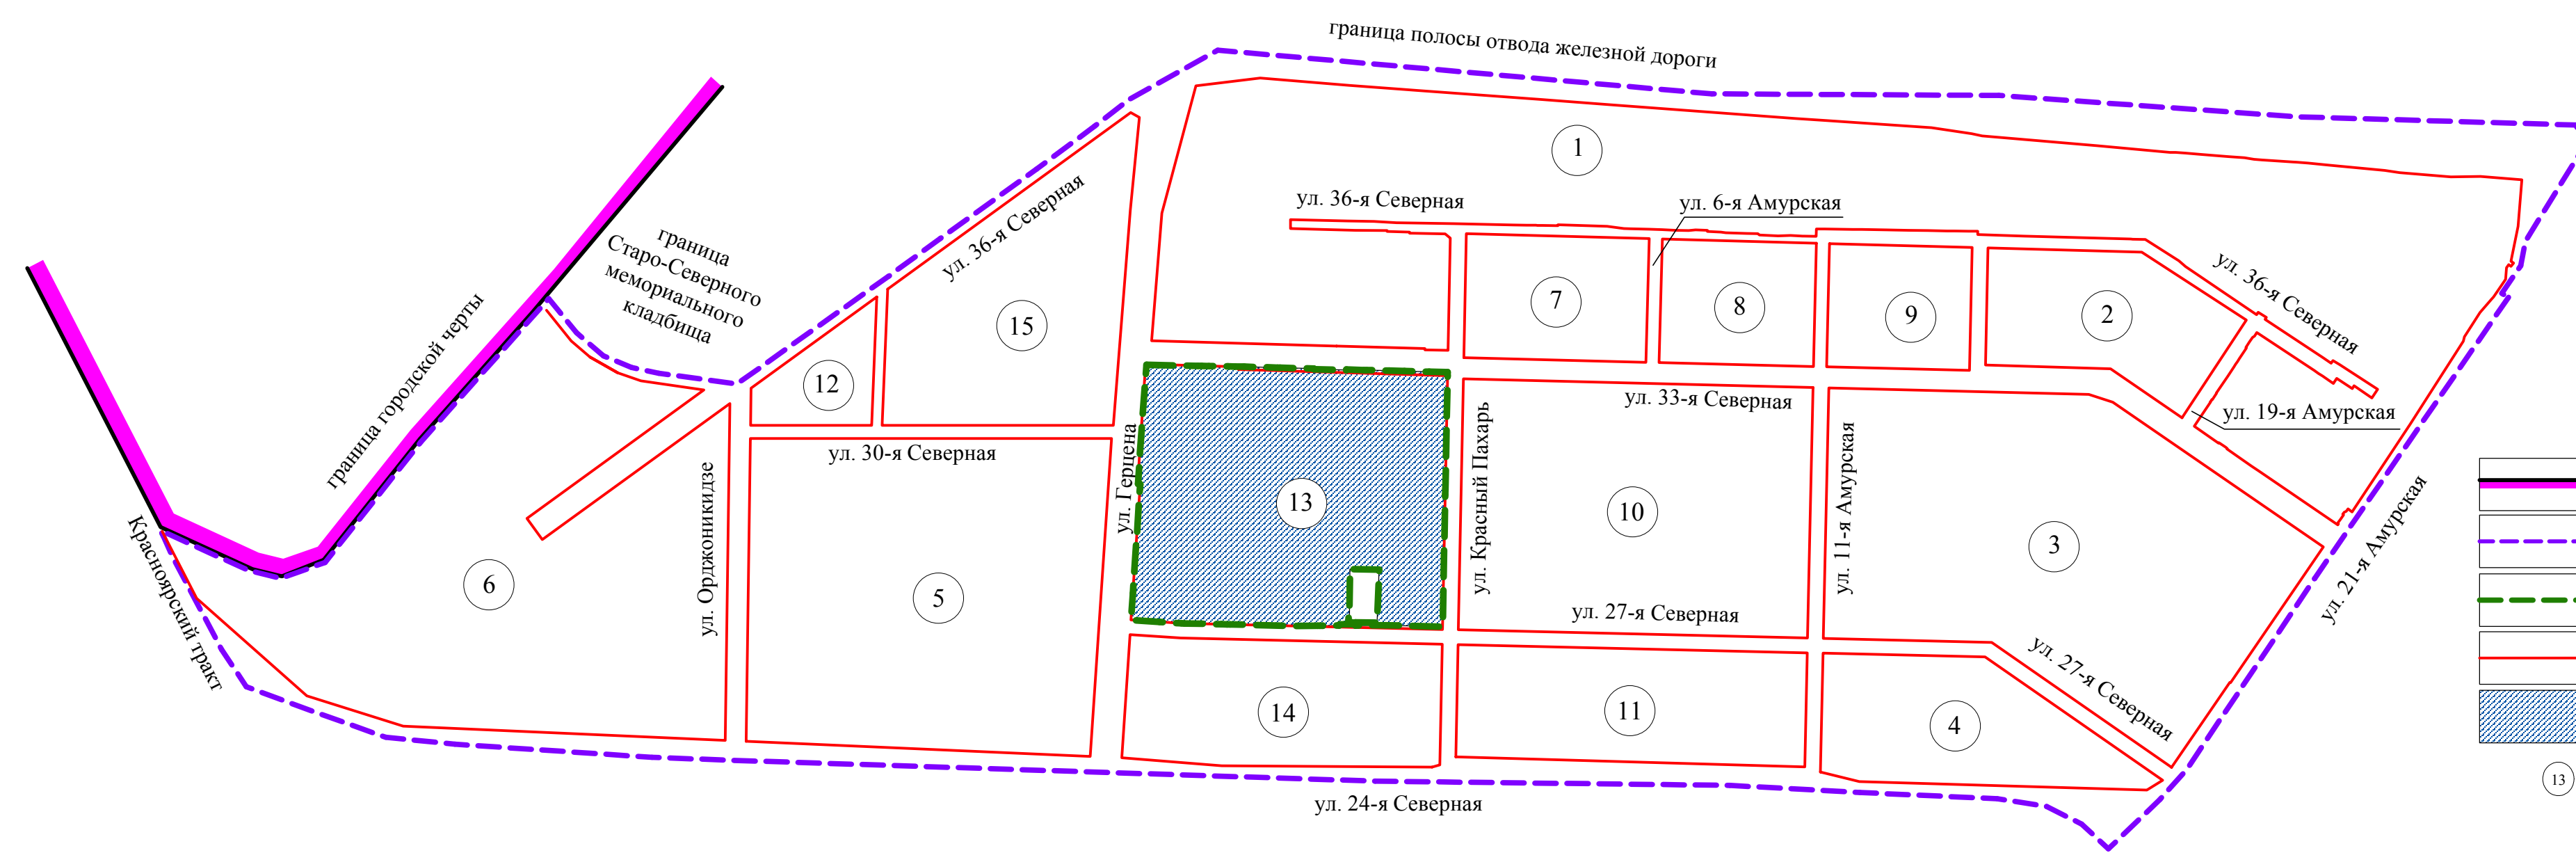 граница полосы отвода железной дороги
1
ул. 36-я Северная
ул. 6-я Амурская
ул. 36-я Северная
граница
Старо-Северного
мемориального
кладбища
ул. 36-я Северная
7
8
9
2
15
12
граница городской черты
ул. 33-я Северная
ул. 19-я Амурская
ул. 30-я Северная
ул. Орджоникидзе
ул. Герцена
13
ул. Красный Пахарь
10
ул. 11-я Амурская
3
ул. 21-я Амурская
Красноярский тракт
6
5
ул. 27-я Северная
ул. 27-я Северная
14
11
4
13
ул. 24-я Северная